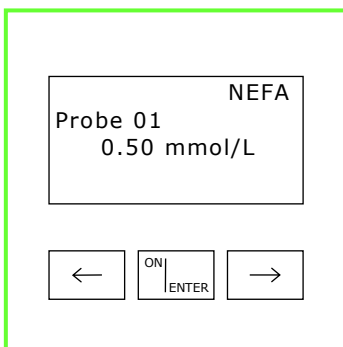 NEFA
Probe 01
0.50 mmol/L
← ON ENTER →